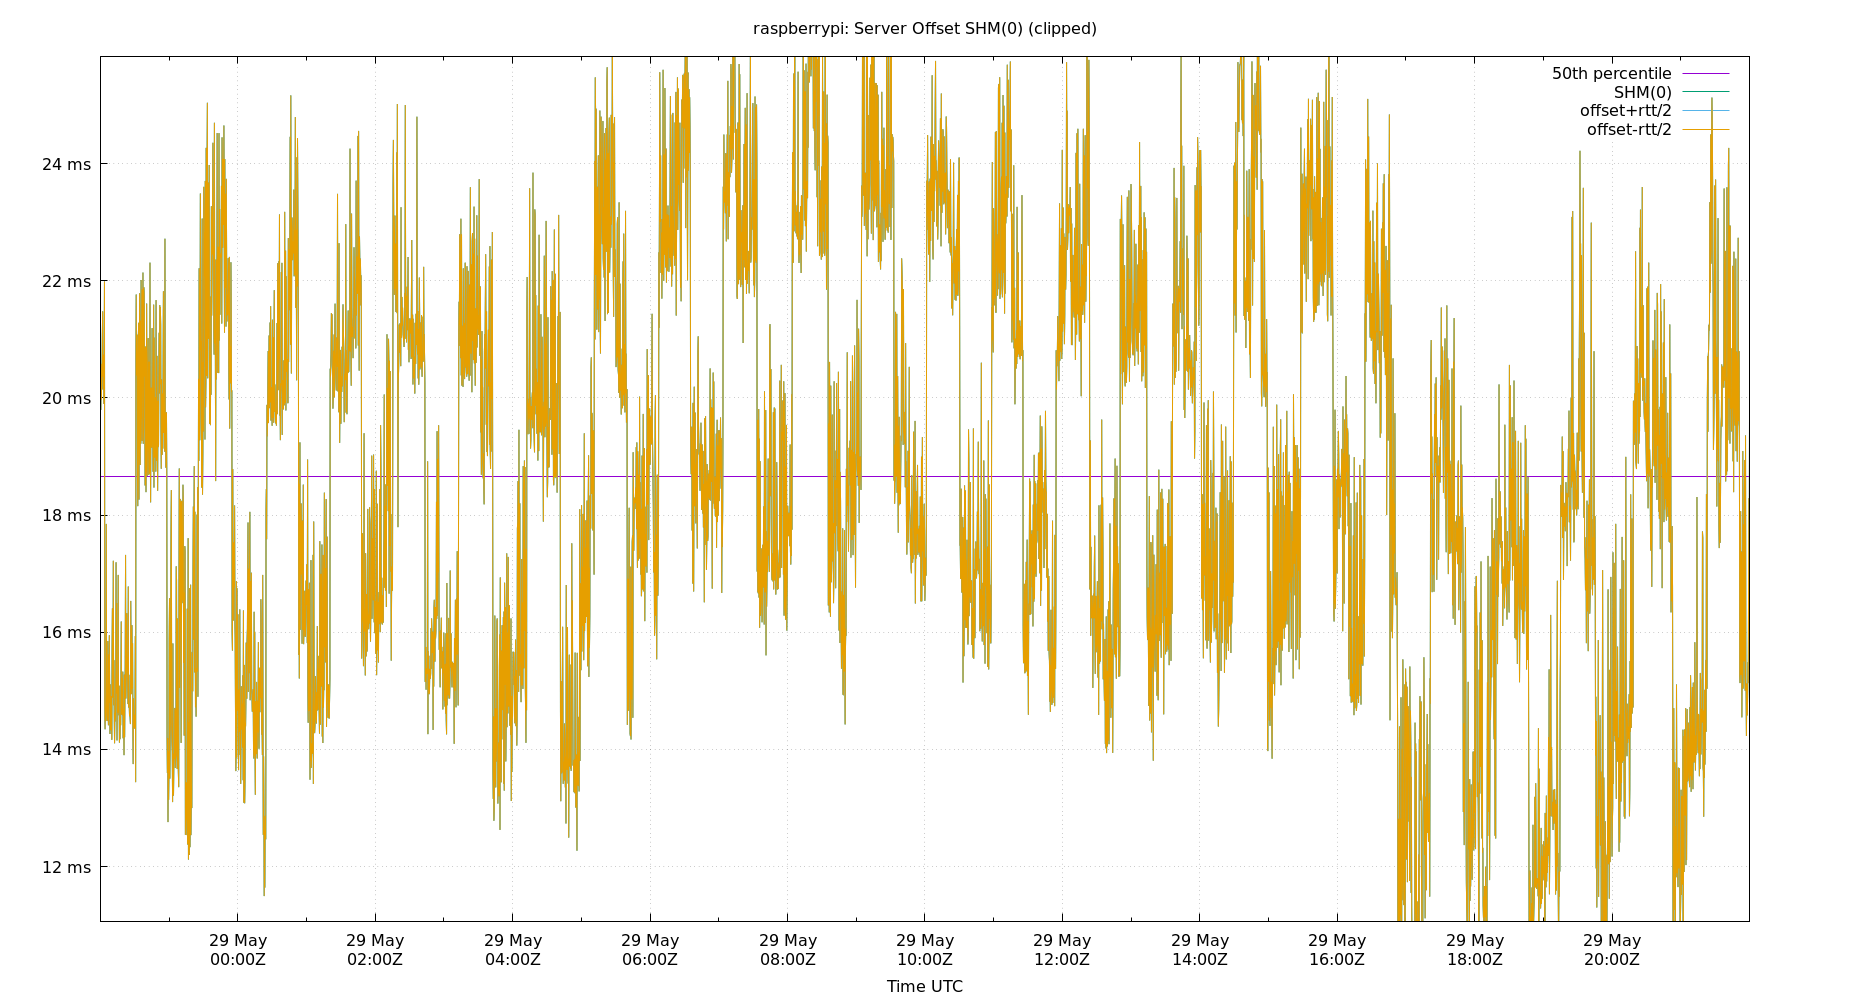 raspberrypi: Server Offset SHM(0) (clipped)
50th percentile
SHM(0)
offset+rtt/2
offset-rtt/2
24 ms
22 ms
20 ms
18 ms
16 ms
14 ms
12 ms
29 May 29 May 29 May 29 May 29 May 29 May 29 May 29 May 29 May 29 May 29 May
00:00Z 02:00Z 04:00Z 06:00Z 08:00Z 10:00Z 12:00Z 14:00Z 16:00Z 18:00Z 20:00Z
Time UTC